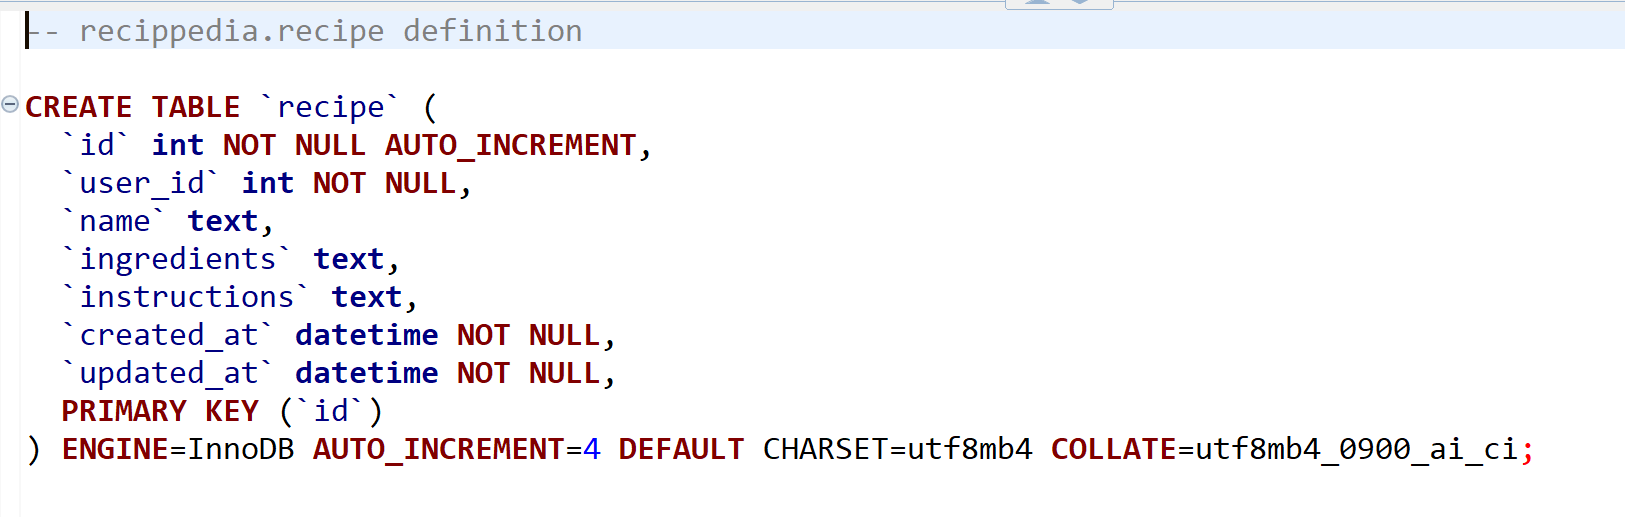 -- recippedia.recipe definition
CREATE TABLE `recipe` (
`id` int NOT NULL AUTO_INCREMENT,
`user_id` int NOT NULL,
`name` text,
`ingredients` text,
`instructions` text,
`created_at` datetime NOT NULL,
`updated_at` datetime NOT NULL,
PRIMARY KEY (`id`)
) ENGINE=InnoDB AUTO_INCREMENT=4 DEFAULT CHARSET=utf8mb4 COLLATE=utf8mb4_0900_ai_ci;